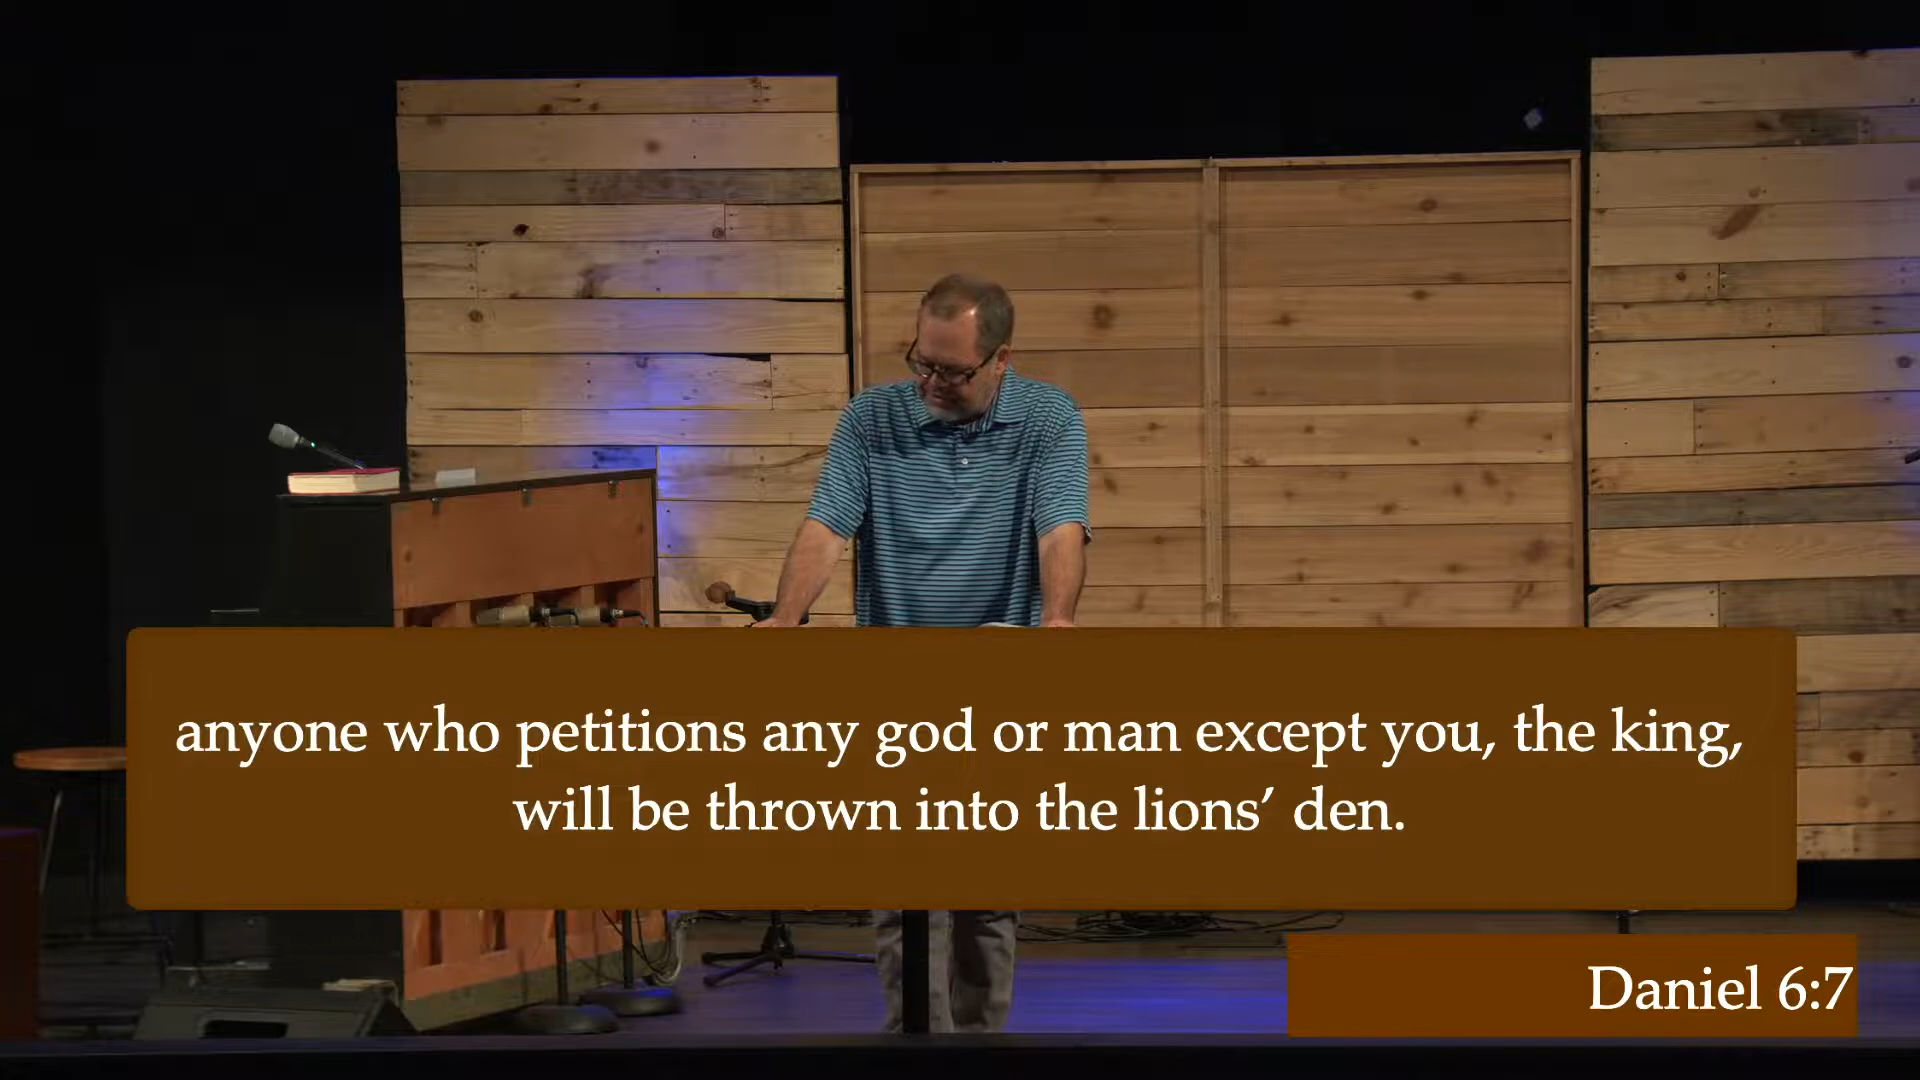 anyone who petitions any god or man except you, the king,
will be thrown into the lions’ den.
Daniel 6:7